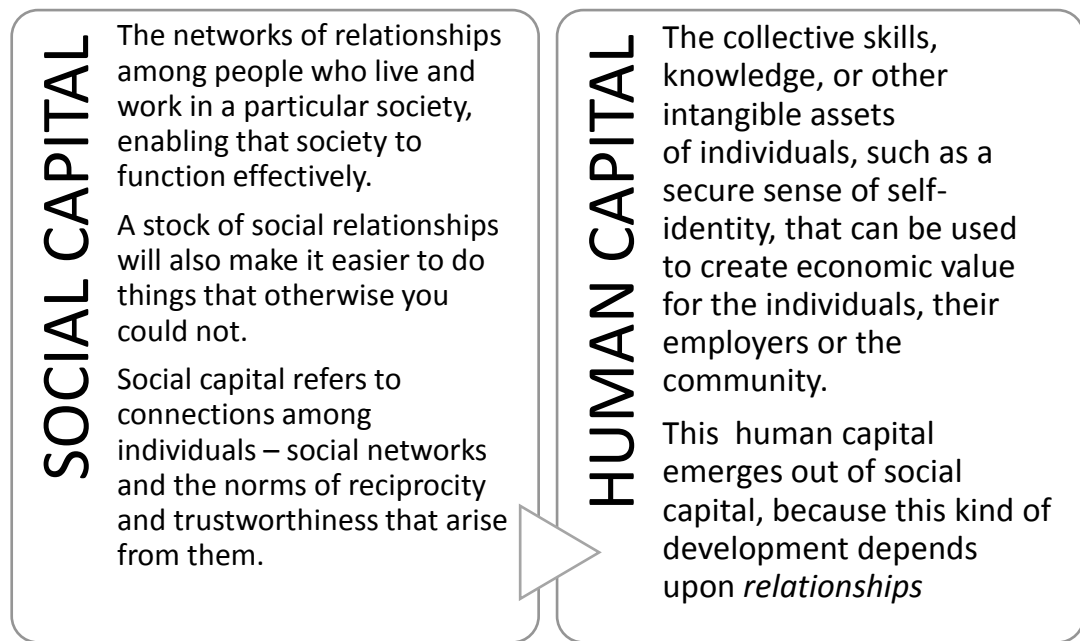 SOCIAL CAPITAL
The networks of relationships
among people who live and
work in a particular society,
enabling that society to
function effectively.
A stock of social relationships
will also make it easier to do
things that otherwise you
could not.
Social capital refers to
connections among
individuals – social networks
and the norms of reciprocity
and trustworthiness that arise
from them.
HUMAN CAPITAL
The collective skills,
knowledge, or other
intangible assets
of individuals, such as a
secure sense of self-
identity, that can be used
to create economic value
for the individuals, their
employers or the
community.
This  human capital
emerges out of social
capital, because this kind of
development depends
upon relationships